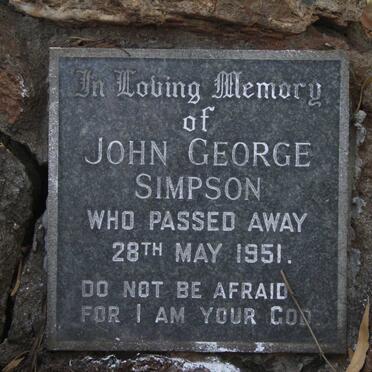 In Loving Memory
of
JOHN GEORGE
SIMPSON
WHO PASSED AWAY
28TH MAY 1951.
DO NOT BE AFRAID
FOR I AM YOUR GOD